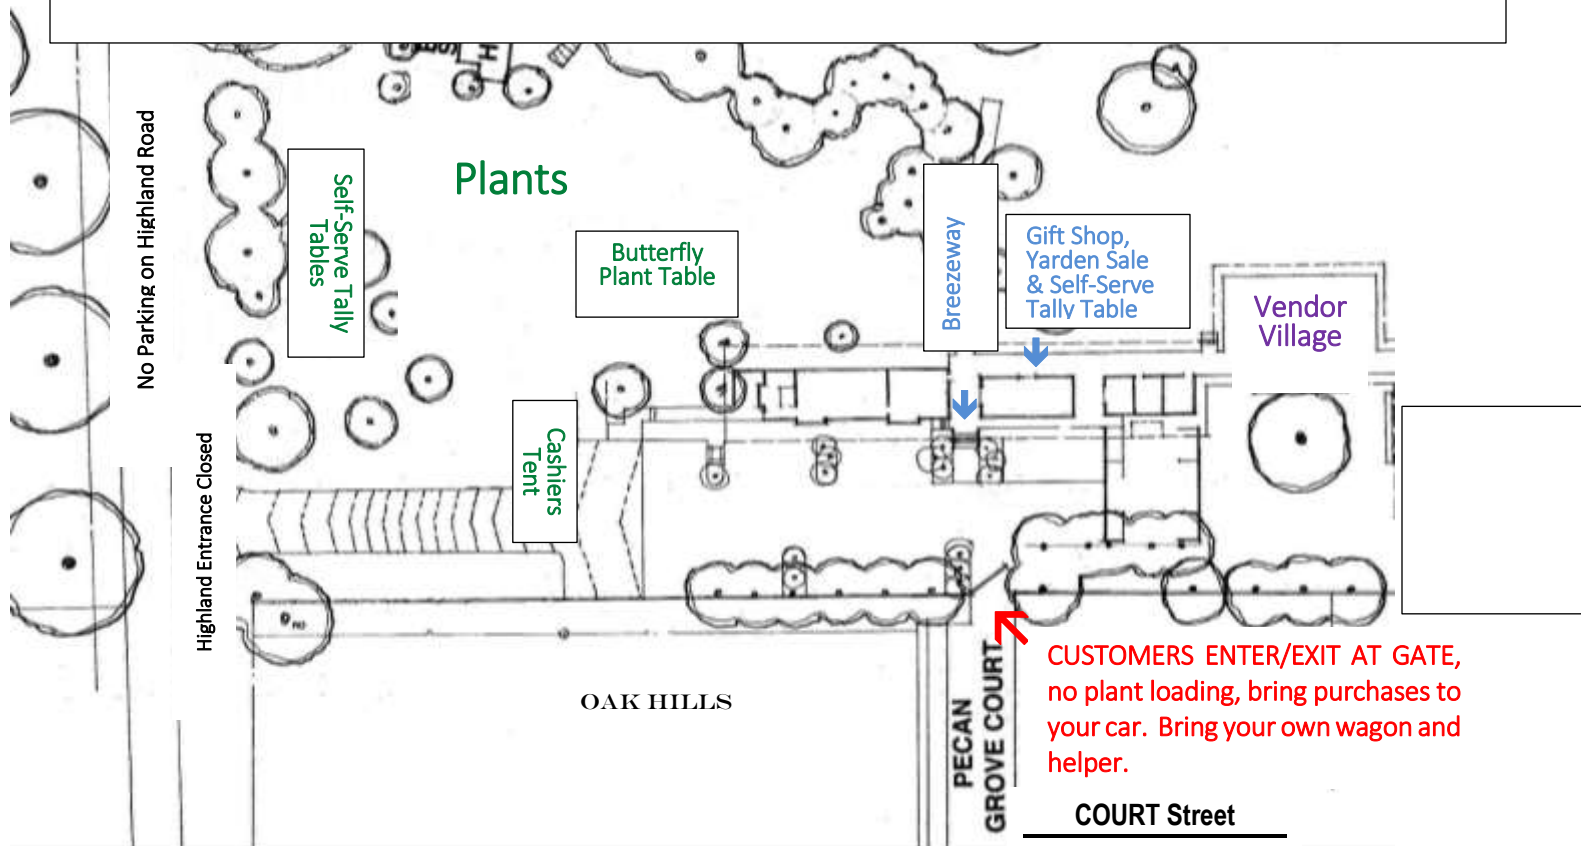 No Parking on Highland Road
Self-Serve Tally
Tables
Plants
Butterfly
Plant Table
Breezeway
Gift Shop,
Yarden Sale
& Self-Serve
Tally Table
Vendor
Village
Highland Entrance Closed
Cashiers
Tent
OAK HILLS
PECAN
GROVE COURT
CUSTOMERS ENTER/EXIT AT GATE,
no plant loading, bring purchases to
your car. Bring your own wagon and
helper.
COURT Street